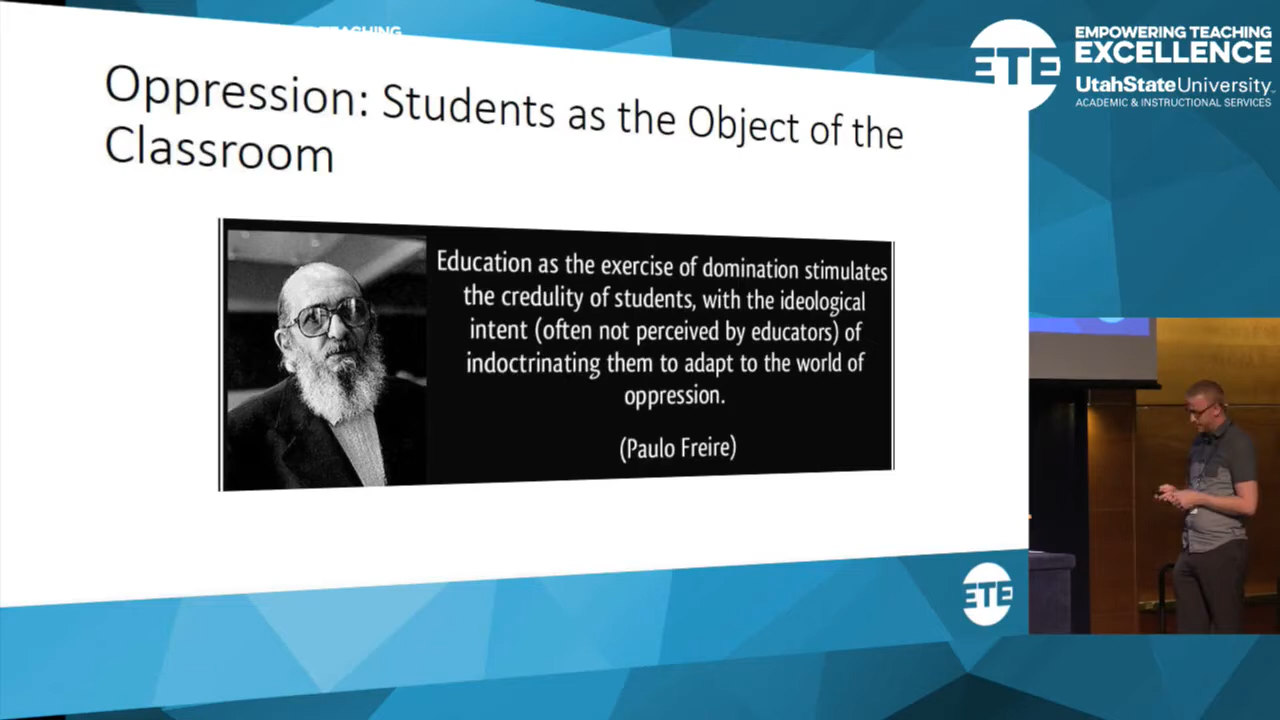 TEACHING
Oppression: Students as the Object of the
Classroom
Education as the exercise of domination stimulates
the credulity of students, with the ideological
intent (often not perceived by educators) of
indoctrinating them to adapt to the world of
oppression.
(Paulo Freire)
ETE
EMPOWERING TEACHING
EXCELLENCE
UtahStateUniversity
ACADEMIC & INSTRUCTIONAL SERVICES
ETE